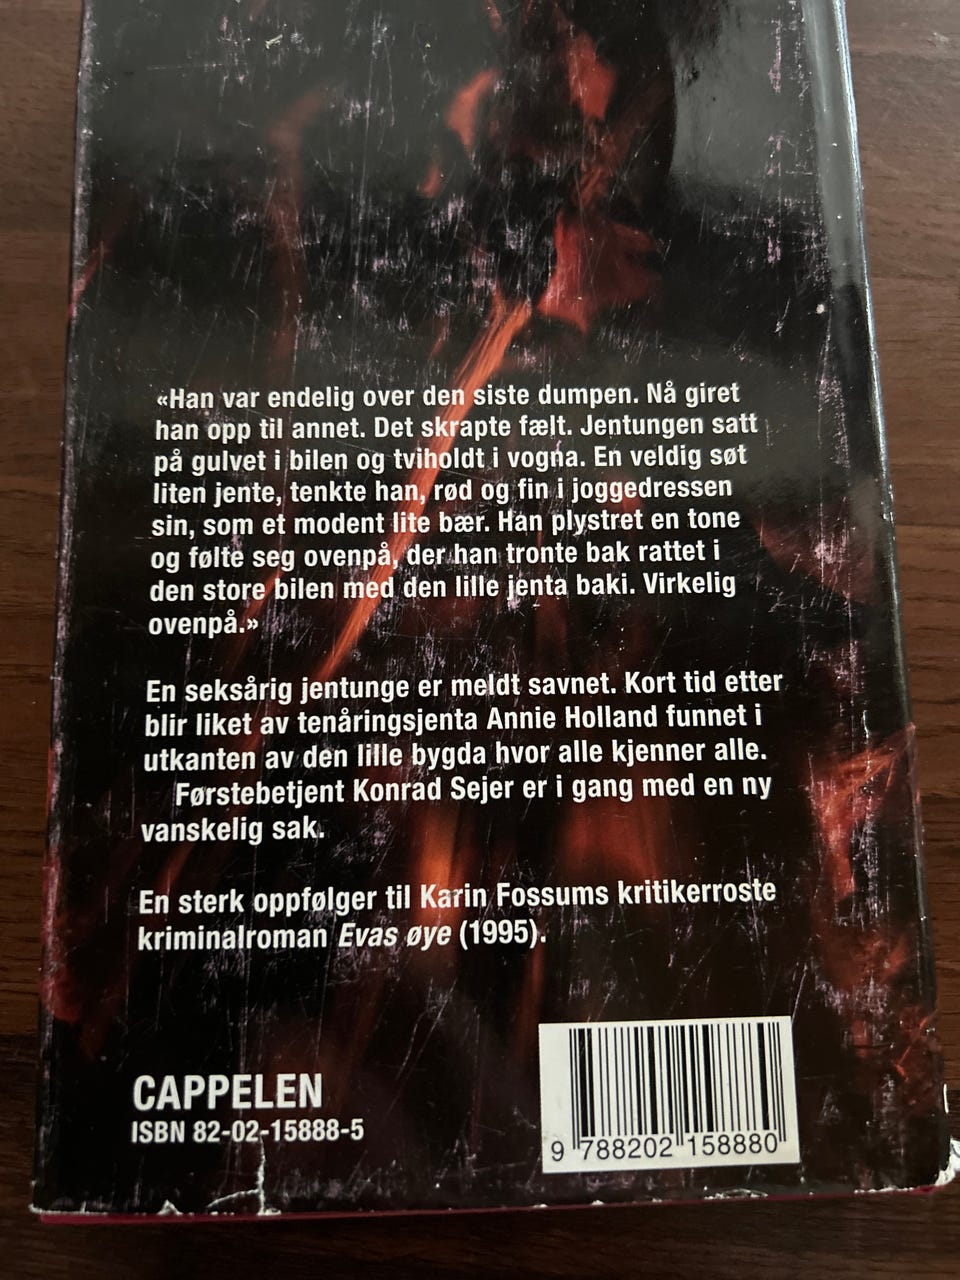 «Han var endelig over den siste dumpen. Nå giret
han opp til annet. Det skrapte fælt. Jentungen satt
på gulvet i bilen og tviholdt i vogna. En veldig søt
liten jente, tenkte han, rød og fin i joggedressen
sin, som et modent lite bær. Han plystret en tone
og følte seg ovenpå, der han tronte bak rattet i
den store bilen med den lille jenta baki. Virkelig
ovenpå.»
En seksårig jentunge er meldt savnet. Kort tid etter
blir liket av tenåringsjenta Annie Holland funnet i
utkanten av den lille bygda hvor alle kjenner alle.
Førstebetjent Konrad Sejer er i gang med en ny
vanskelig sak.
En sterk oppfølger til Karin Fossums kritikerroste
kriminalroman Evas øye (1995).
CAPPELEN
ISBN 82-02-15888-5
9 788202 158880